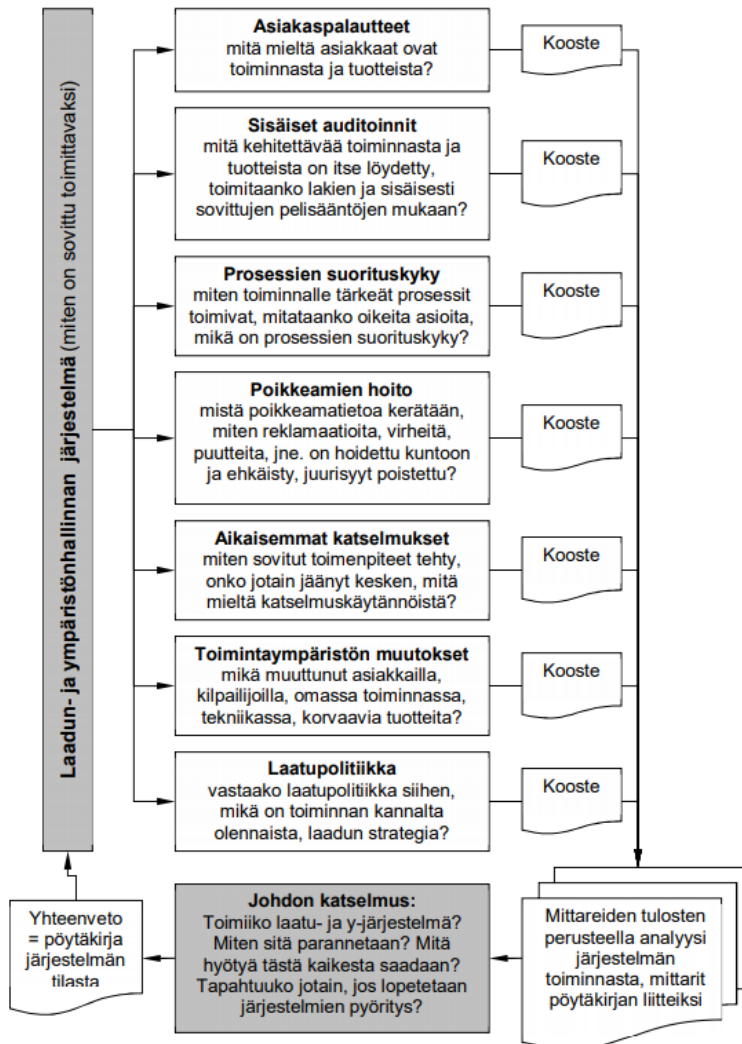 Laadun- ja ympäristönhallinnan järjestelmä (miten on sovittu toimittavaksi)
Asiakaspalautteet
mitä mieltä asiakkaat ovat
toiminnasta ja tuotteista?
Kooste
Sisäiset auditoinnit
mitä kehitettävää toiminnasta ja
tuotteista on itse löydetty,
toimitaanko lakien ja sisäisesti
sovittujen pelisääntöjen mukaan?
Kooste
Prosessien suorituskyky
miten toiminnalle tärkeät prosessit
toimivat, mitataanko oikeita asioita,
mikä on prosessien suorituskyky?
Kooste
Poikkeamien hoito
mistä poikkeamatietoa kerätään,
miten reklamaatioita, virheitä,
puutteita, jne. on hoidettu kuntoon
ja ehkäisty, juurisyyt poistettu?
Kooste
Aikaisemmat katselmukset
miten sovitut toimenpiteet tehty,
onko jotain jäänyt kesken, mitä
mieltä katselmuskäytännöistä?
Kooste
Toimintaympäristön muutokset
mikä muuttunut asiakkailla,
kilpailijoilla, omassa toiminnassa,
tekniikassa, korvaavia tuotteita?
Kooste
Laatupolitiikka
vastaako laatupolitiikka siihen,
mikä on toiminnan kannalta
olennaista, laadun strategia?
Kooste
Yhteenveto
= pöytäkirja
järjestelmän
tilasta
Johdon katselmus:
Toimiiko laatu- ja y-järjestelmä?
Miten sitä parannetaan? Mitä
hyötyä tästä kaikesta saadaan?
Tapahtuuko jotain, jos lopetetaan
järjestelmien pyöritys?
Mittareiden tulosten
perusteella analyysi
järjestelmän
toiminnasta, mittarit
pöytäkirjan liitteiksi